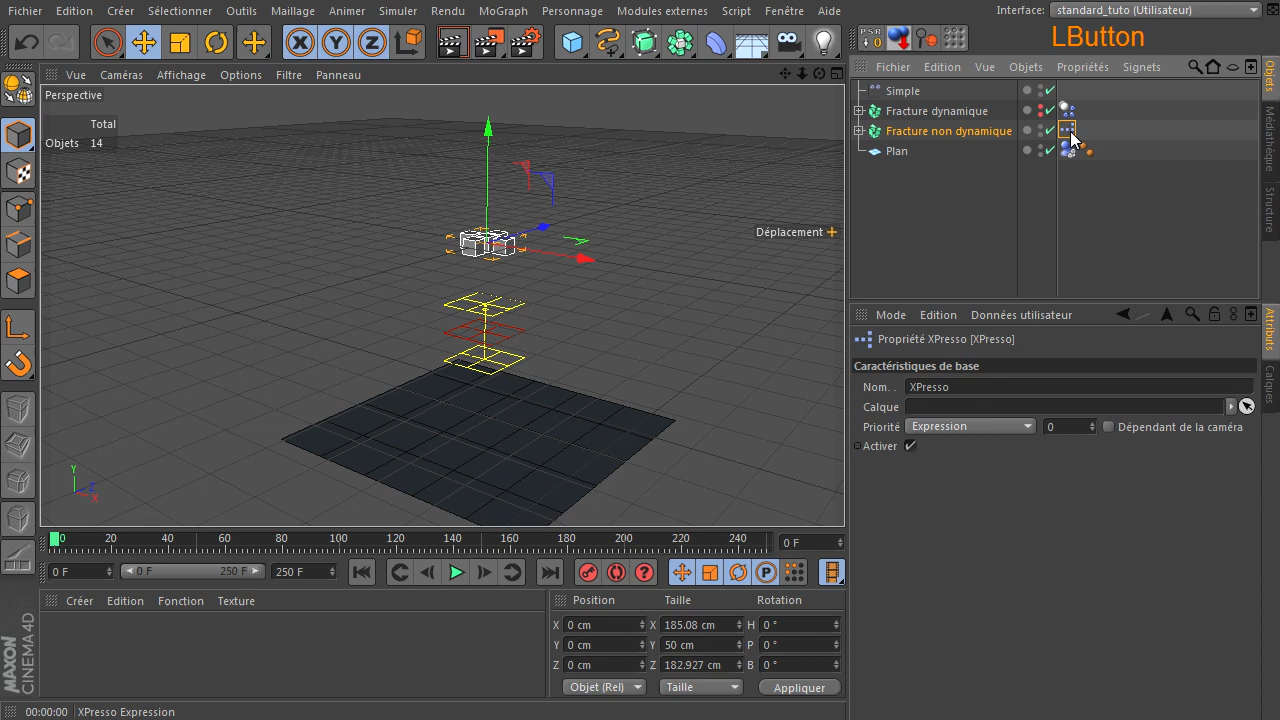 Fichier Edition Créer Sélectionner Outils Maillage Animer Simuler Rendu MoGraph Personnage Modules externes Script Fenêtre Aide Interface: standard_tuto (Utilisateur)
PSR
0
LButton
Vue Caméras Affichage Options Filtre Panneau
Fichier Edition Vue Objets Propriétés Signets
Perspective
Total
Objets 14
Déplacement
Simple
Fracture dynamique
Fracture non dynamique
Plan
Objets
Médiathèque
Structure
Mode Edition Données utilisateur
Propriété XPresso [XPresso]
Caractéristiques de base
Nom. . XPresso
Calque
Priorité Expression 0 Dépendant de la caméra
Activer
Attributs
Calques
Y
Z
X
0 20 40 60 80 100 120 140 160 180 200 220 240 0 F
0 F 0 F 250 F 250 F
P
Créer Edition Fonction Texture
Position Taille Rotation
X 0 cm X 185.08 cm H 0 °
Y 0 cm Y 50 cm P 0 °
Z 0 cm Z 182.927 cm B 0 °
Objet (Rel) Taille Appliquer
MAXON
CINEMA 4D
00:00:00 XPresso Expression